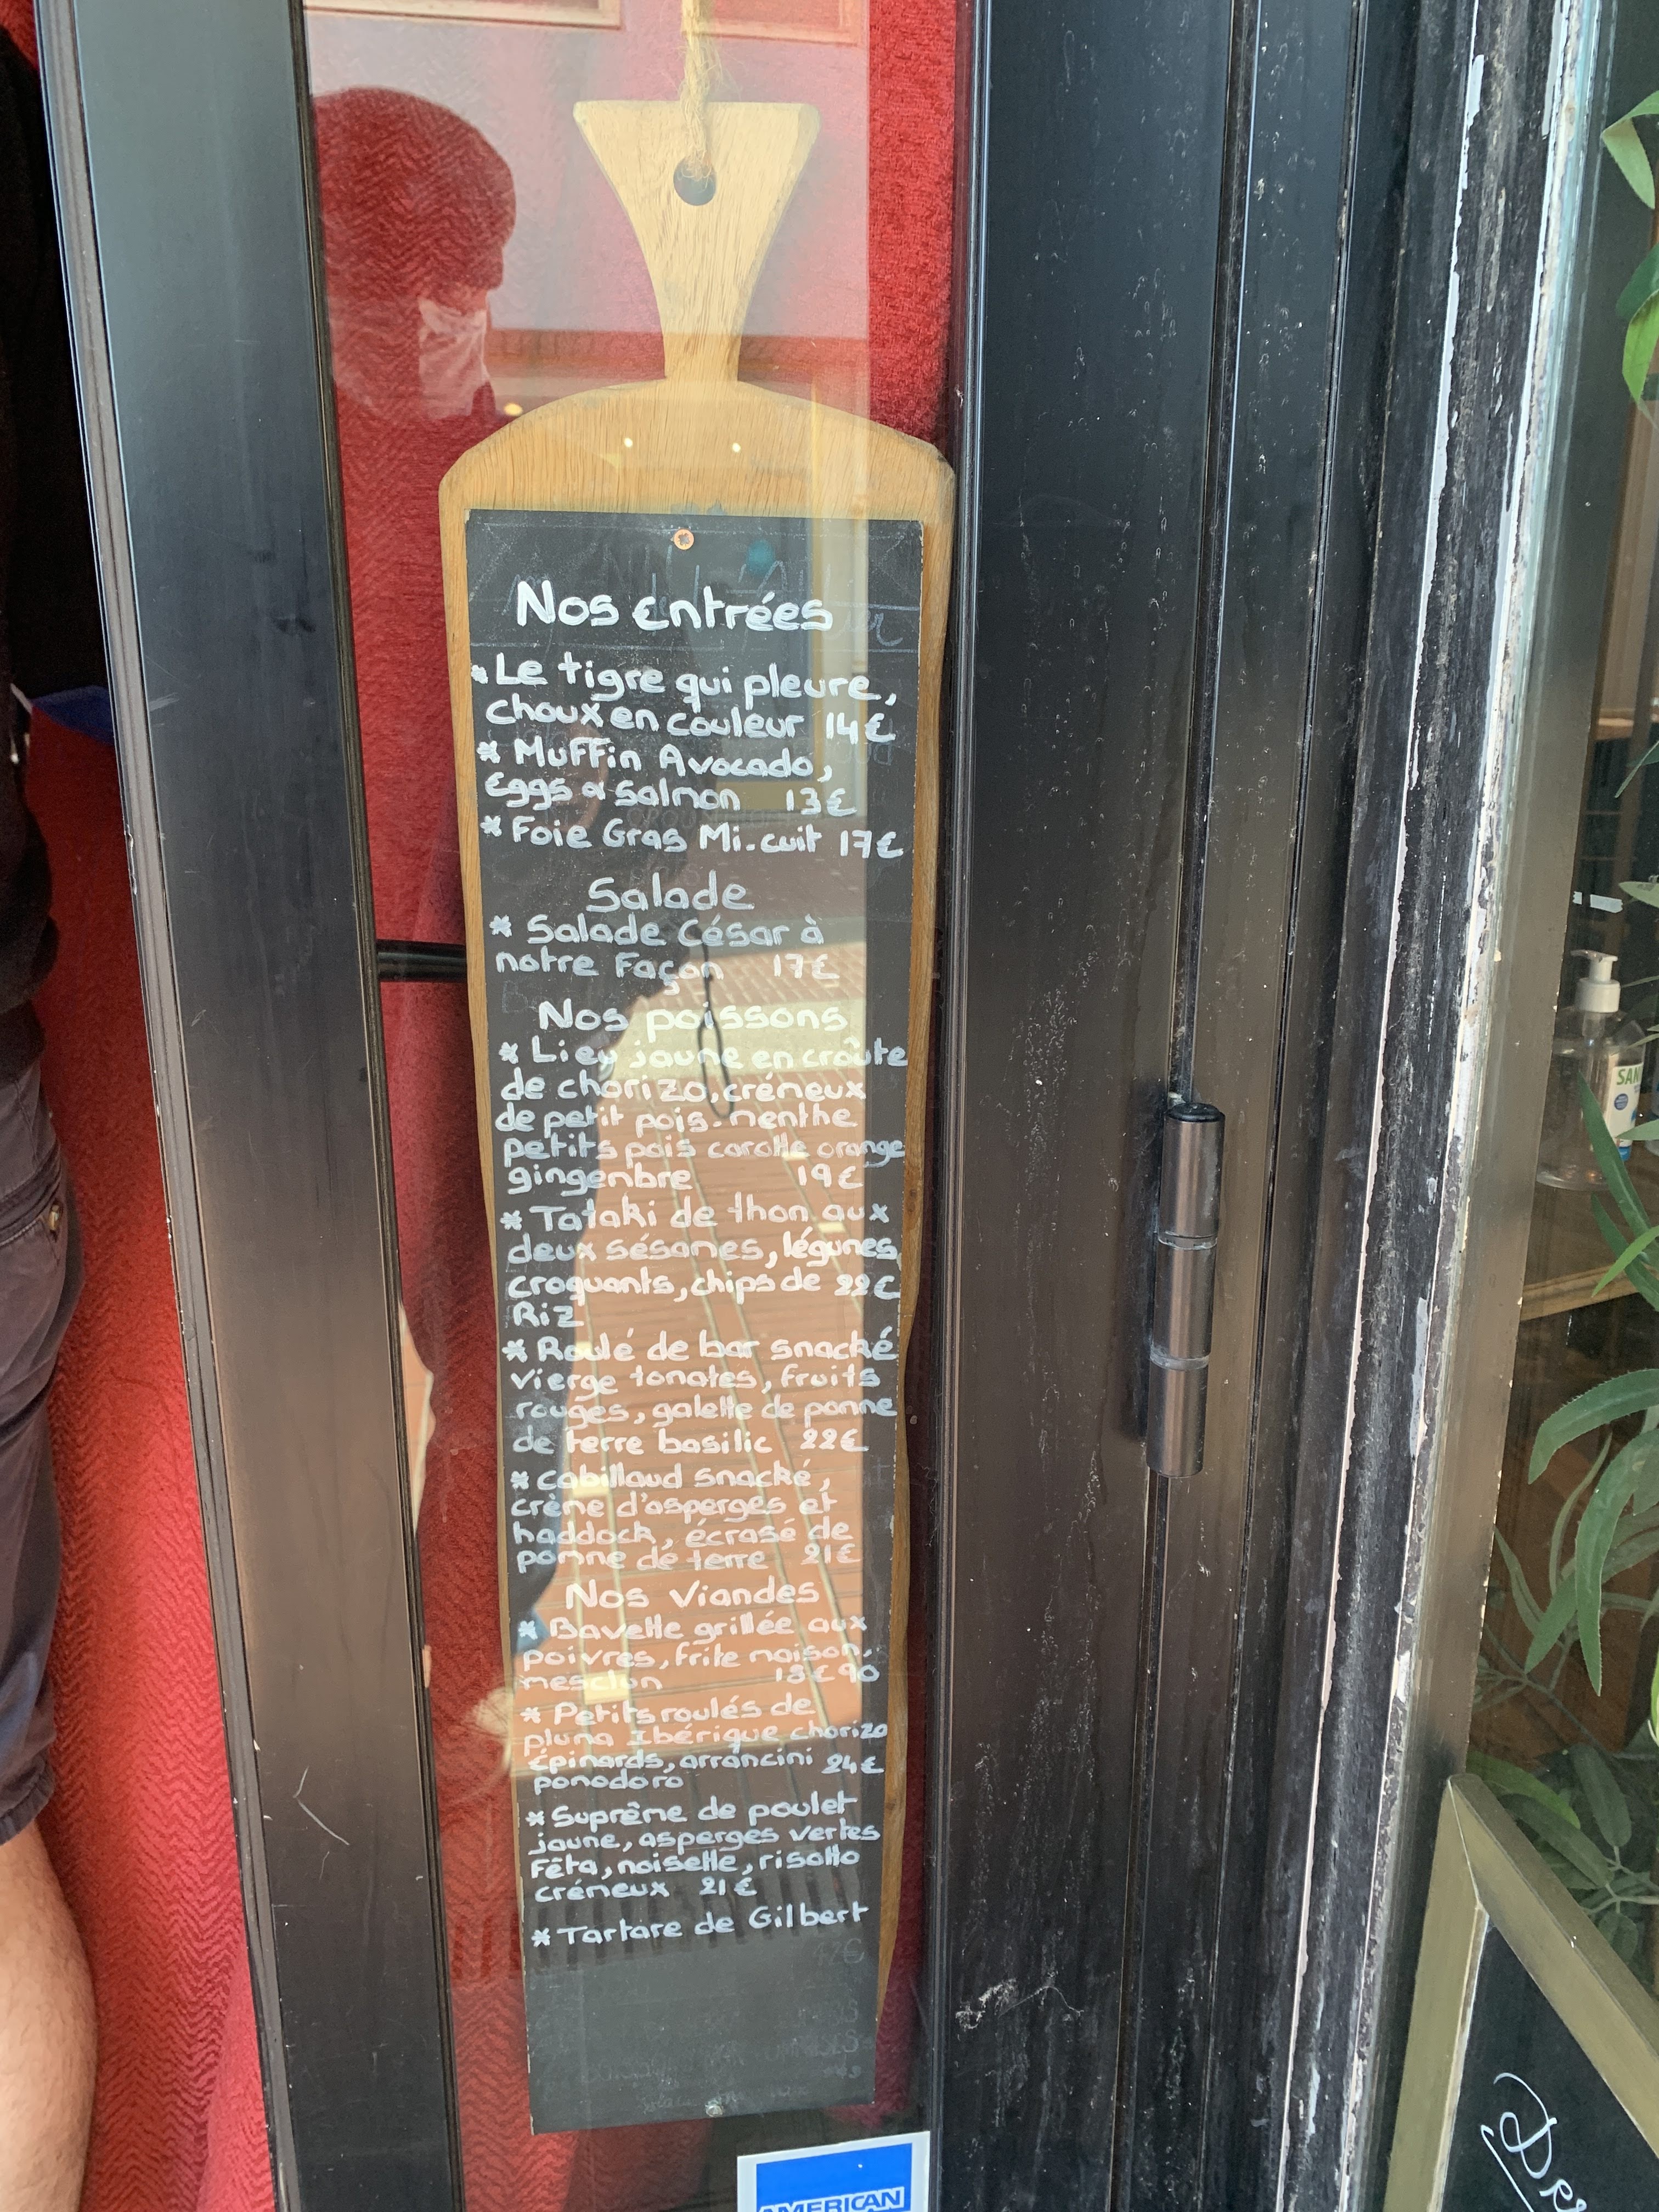 Nos entrées
* Le tigre qui pleure,
choux en couleur 14€
* Muffin Avocado,
Eggs & Salmon 13€
* Foie Gras Mi-cuit 17€
Salade
* Salade César à
notre Façon 17€
Nos poissons
* Lieu jaune en croûte
de chorizo, crémeux
de petit pois-menthe
petits pois carotte orange
gingembre 19€
* Tataki de thon aux
deux sésames, légumes
croquants, chips de 22€
Riz
* Roulé de bar snacké
vierge tomates, fruits
rouges, galette de pomme
de terre basilic 22€
* Cabillaud snacké,
crème d'asperges et
haddock, écrasé de
pomme de terre 21€
Nos Viandes
* Bavette grillée aux
poivres, frite maison,
mesclun €90
* Petits roulés de
pluma Ibérique chorizo
épinards, arrancini 24€
pomodoro
* Suprême de poulet
jaune, asperges vertes
Fêta, noisette, risotto
crémeux 21€
* Tartare de Gilbert
AMERICAN